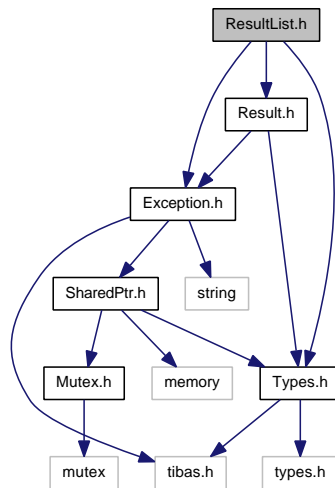 ResultList.h
Result.h
Exception.h
SharedPtr.h
string
Mutex.h
memory
Types.h
mutex
tibas.h
types.h